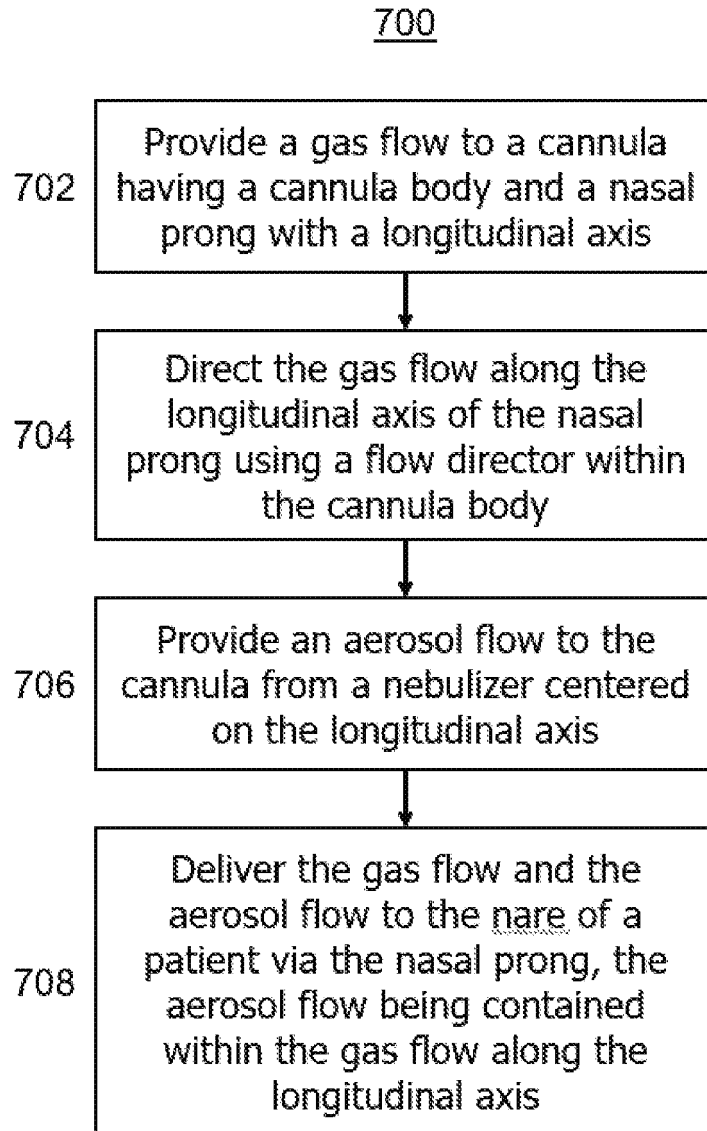 700
702
Provide a gas flow to a cannula
having a cannula body and a nasal
prong with a longitudinal axis
704
Direct the gas flow along the
longitudinal axis of the nasal
prong using a flow director within
the cannula body
706
Provide an aerosol flow to the
cannula from a nebulizer centered
on the longitudinal axis
708
Deliver the gas flow and the
aerosol flow to the nare of a
patient via the nasal prong, the
aerosol flow being contained
within the gas flow along the
longitudinal axis